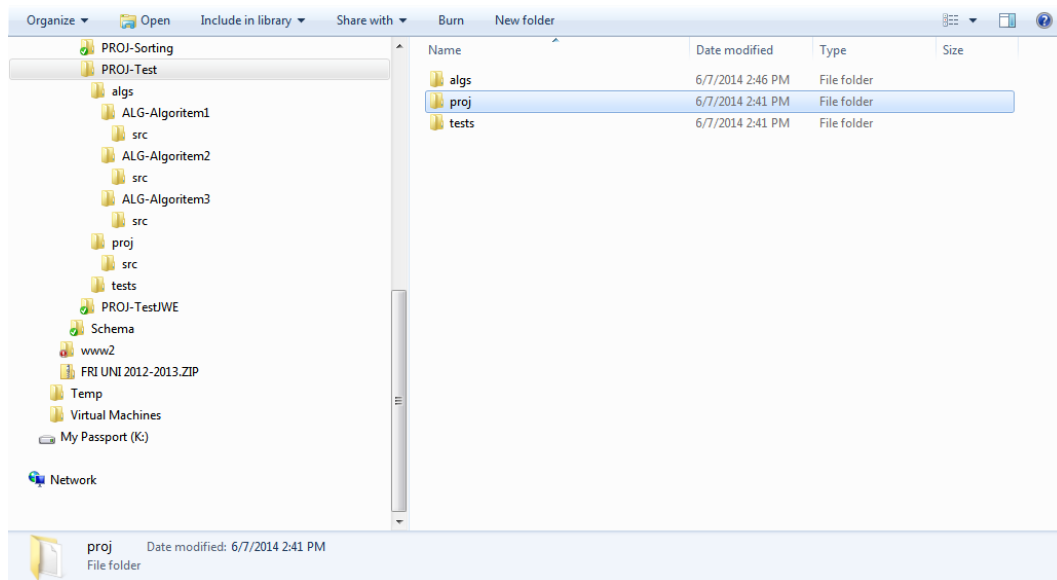 Organize Open Include in library Share with Burn New folder
PROJ-Sorting
PROJ-Test
algs
ALG-Algoritem1
src
ALG-Algoritem2
src
ALG-Algoritem3
src
proj
src
tests
PROJ-TestJWE
Schema
www2
FRI UNI 2012-2013.ZIP
Temp
Virtual Machines
My Passport (K:)
Network
Name Date modified Type Size
algs 6/7/2014 2:46 PM File folder
proj 6/7/2014 2:41 PM File folder
tests 6/7/2014 2:41 PM File folder
proj Date modified: 6/7/2014 2:41 PM
File folder